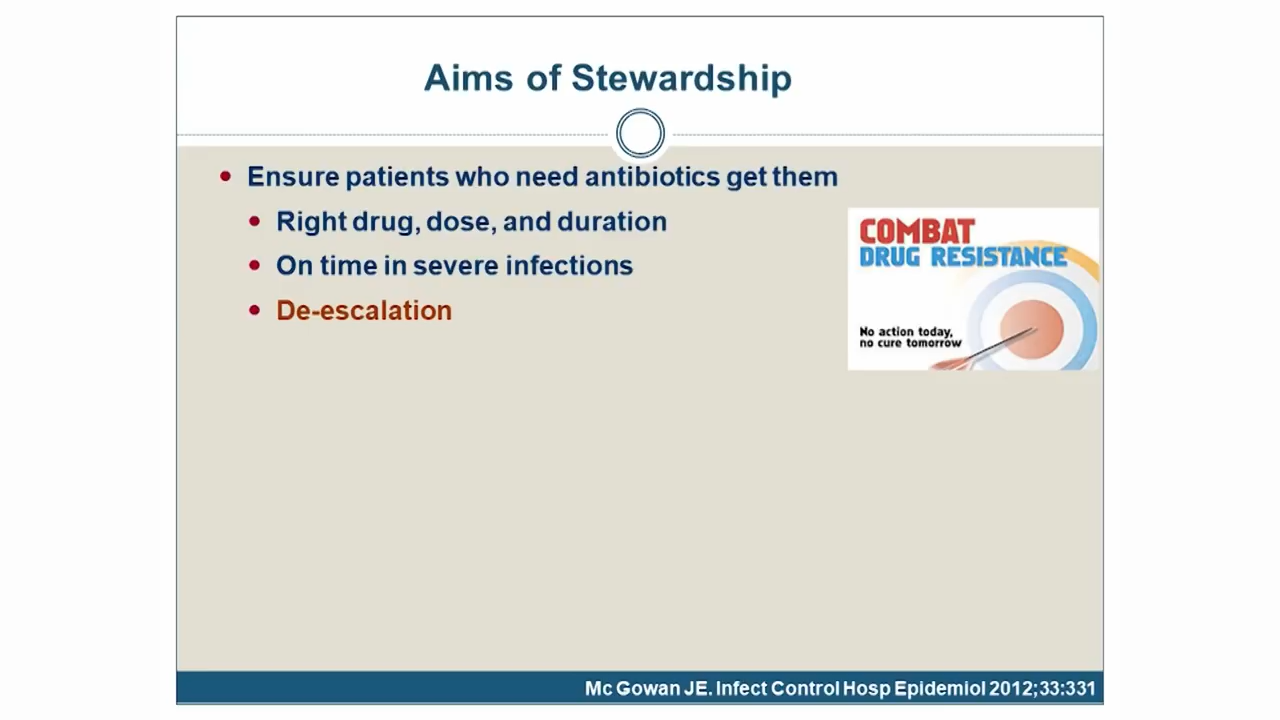 Aims of Stewardship
Ensure patients who need antibiotics get them
Right drug, dose, and duration
On time in severe infections
De-escalation
COMBAT
DRUG RESISTANCE
No action today,
no cure tomorrow
Mc Gowan JE. Infect Control Hosp Epidemiol 2012;33:331